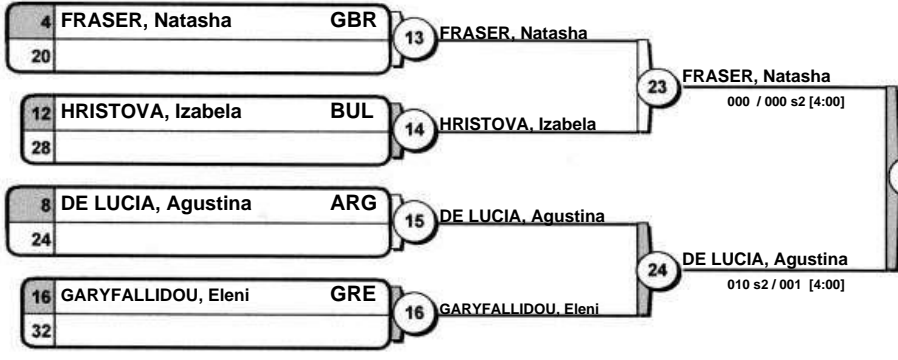 4 FRASER, Natasha GBR
20
13
FRASER, Natasha
12 HRISTOVA, Izabela BUL
28
14
HRISTOVA, Izabela
23
FRASER, Natasha
000 / 000 s2 [4:00]
8 DE LUCIA, Agustina ARG
24
15
DE LUCIA, Agustina
16 GARYFALLIDOU, Eleni GRE
32
16
GARYFALLIDOU, Eleni
24
DE LUCIA, Agustina
010 s2 / 001 [4:00]